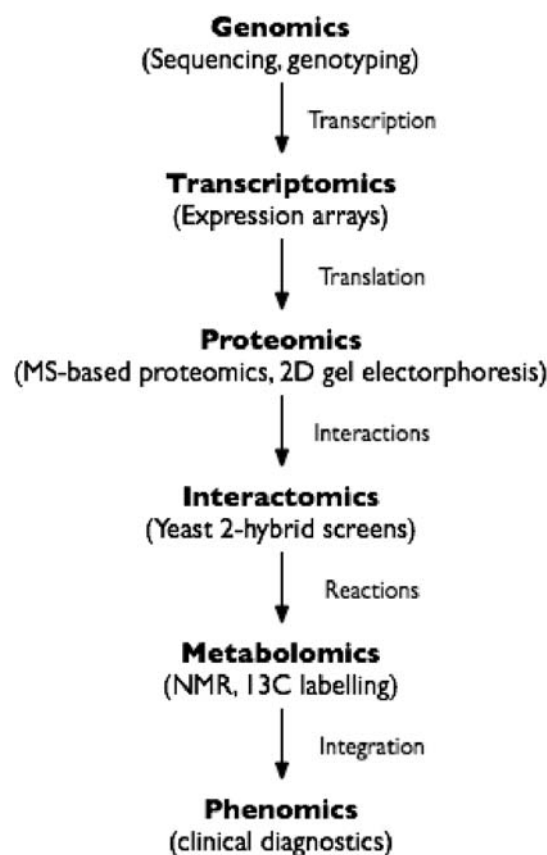 Genomics
(Sequencing, genotyping)
Transcription
Transcriptomics
(Expression arrays)
Translation
Proteomics
(MS-based proteomics, 2D gel electorphoresis)
Interactions
Interactomics
(Yeast 2-hybrid screens)
Reactions
Metabolomics
(NMR, 13C labelling)
Integration
Phenomics
(clinical diagnostics)